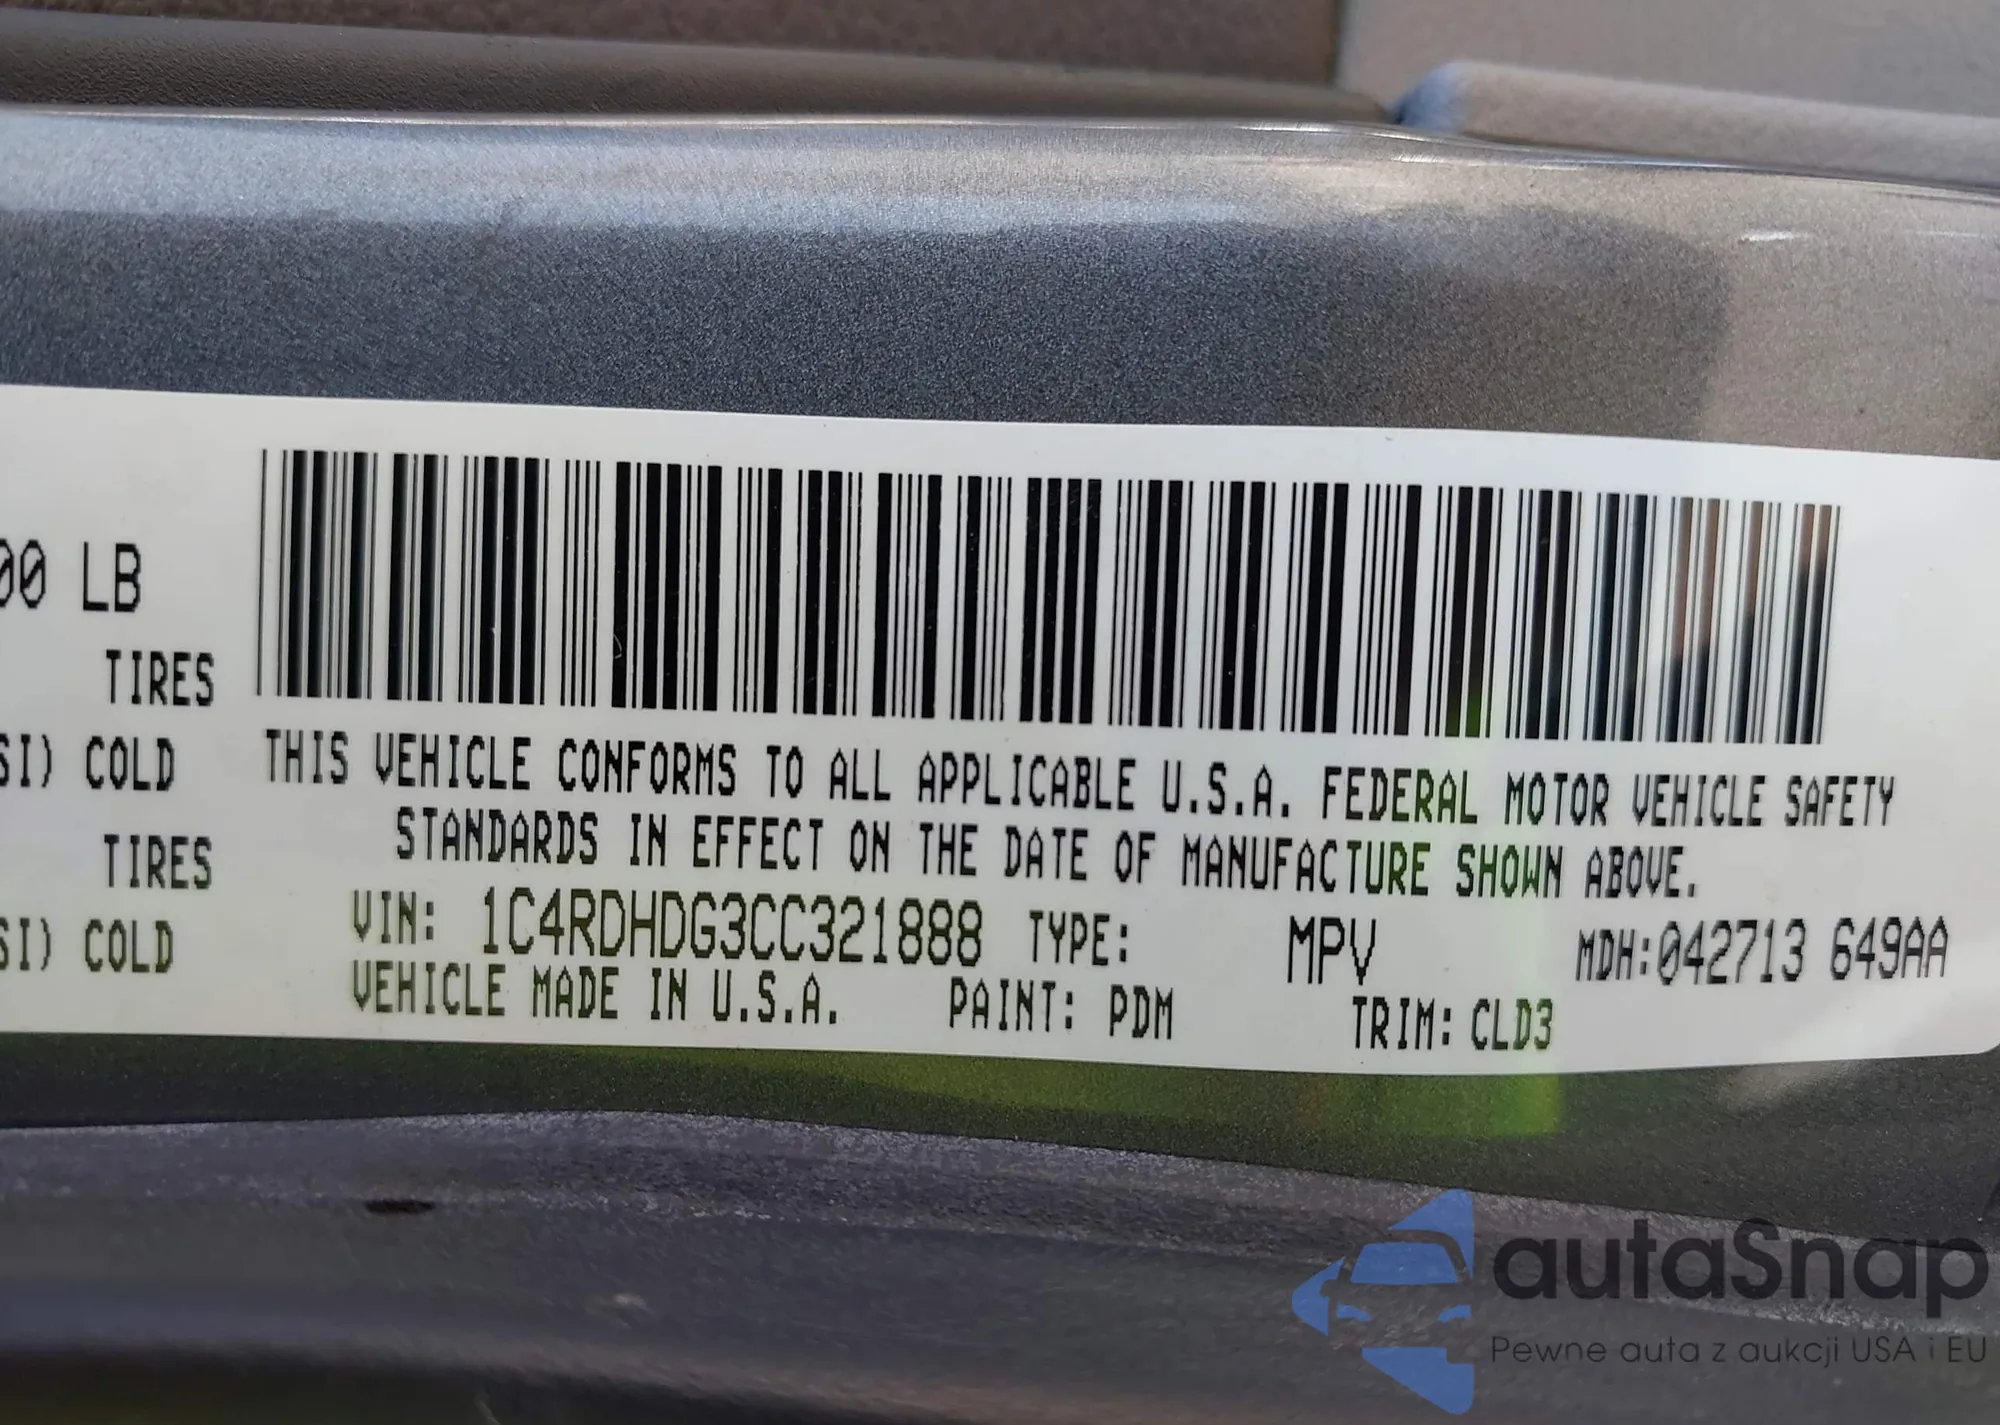 00 LB
TIRES
SI) COLD
TIRES
SI) COLD
THIS VEHICLE CONFORMS TO ALL APPLICABLE U.S.A. FEDERAL MOTOR VEHICLE SAFETY
STANDARDS IN EFFECT ON THE DATE OF MANUFACTURE SHOWN ABOVE.
VIN: 1C4RDHDG3CC321888 TYPE: MPV MDH:042713 649AA
VEHICLE MADE IN U.S.A. PAINT: PDM TRIM: CLD3
autaSnap
Pewne auta z aukcji USA i EU